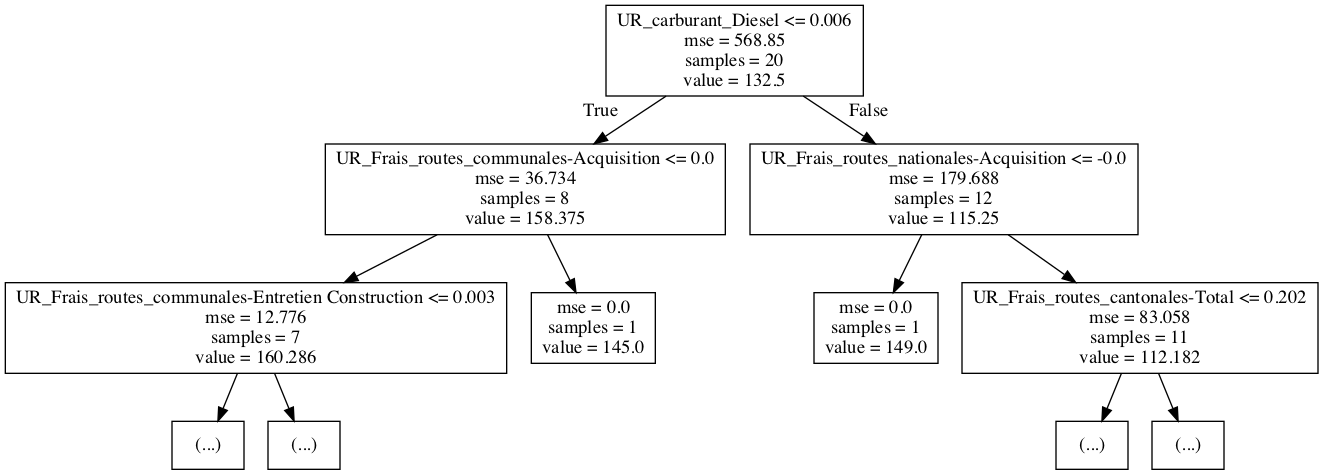 UR_carburant_Diesel <= 0.006
mse = 568.85
samples = 20
value = 132.5
True
False
UR_Frais_routes_communales-Acquisition <= 0.0
mse = 36.734
samples = 8
value = 158.375
UR_Frais_routes_nationales-Acquisition <= -0.0
mse = 179.688
samples = 12
value = 115.25
UR_Frais_routes_communales-Entretien Construction <= 0.003
mse = 12.776
samples = 7
value = 160.286
mse = 0.0
samples = 1
value = 145.0
mse = 0.0
samples = 1
value = 149.0
UR_Frais_routes_cantonales-Total <= 0.202
mse = 83.058
samples = 11
value = 112.182
(...)
(...)
(...)
(...)